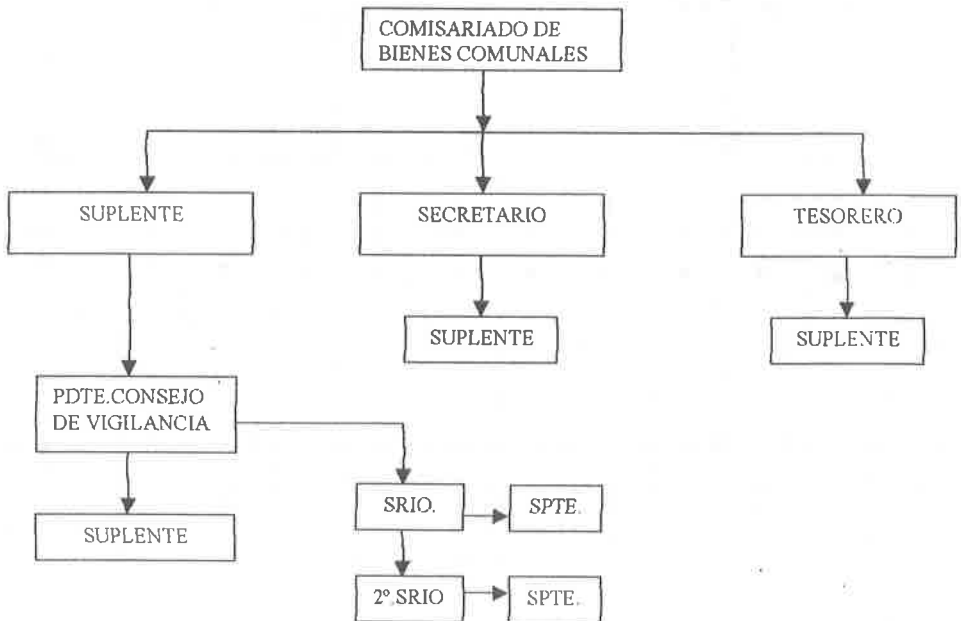 COMISARIADO DE
BIENES COMUNALES
SUPLENTE
SECRETARIO
TESORERO
SUPLENTE
SUPLENTE
PDTE.CONSEJO
DE VIGILANCIA
SRIO.
SPTE.
SUPLENTE
2º.SRIO
SPTE.